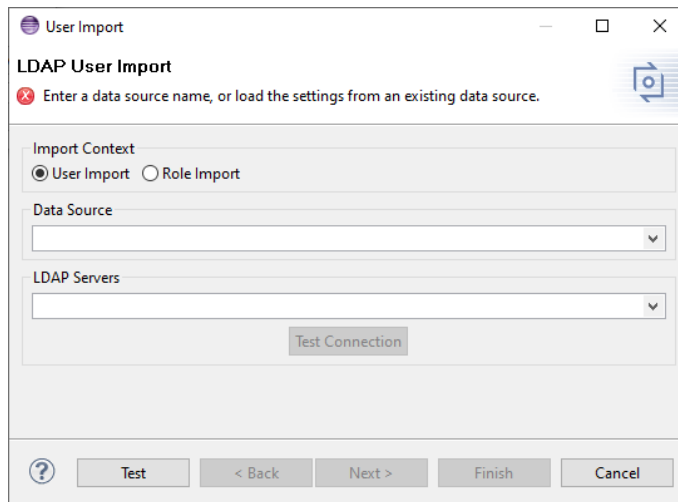 User Import
LDAP User Import
Enter a data source name, or load the settings from an existing data source.
Import Context
User Import Role Import
Data Source
LDAP Servers
Test Connection
? Test < Back Next > Finish Cancel